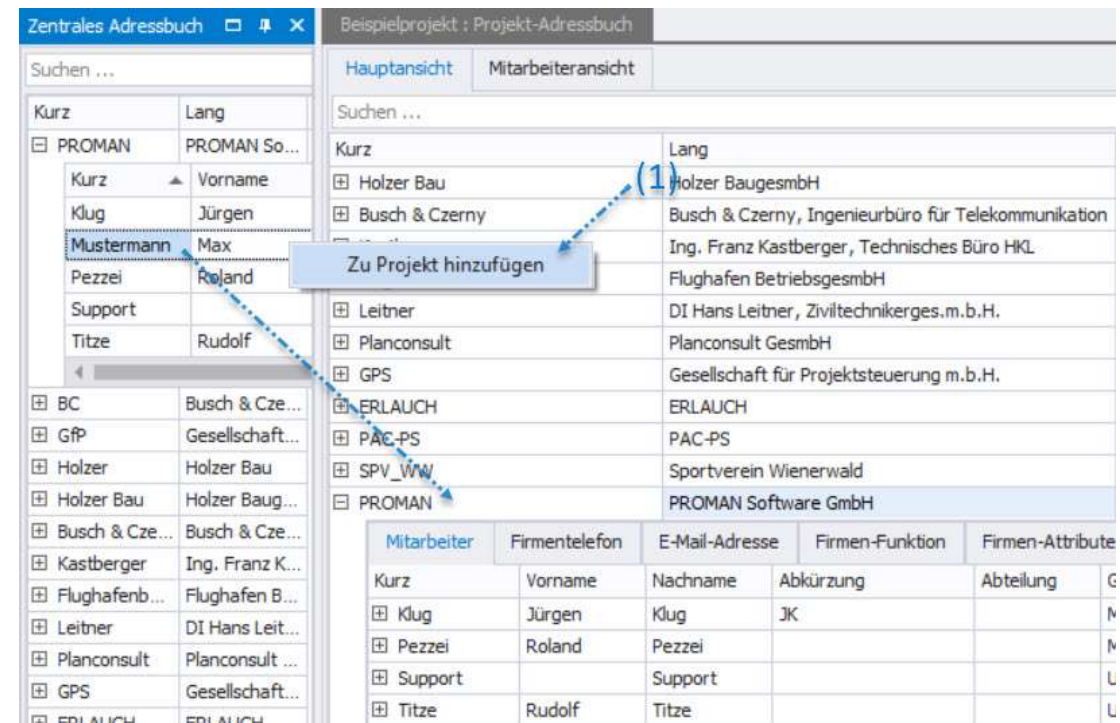 Zentrales Adressbuch
Suchen ...
Kurz Lang
PROMAN PROMAN So...
Kurz Vorname
Klug Jürgen
Mustermann Max
Pezzei Roland
Support
Titze Rudolf
BC Busch & Cze...
GfP Gesellschaft...
Holzer Holzer Bau
Holzer Bau Holzer Baug...
Busch & Cze... Busch & Cze...
Kastberger Ing. Franz K...
Flughafenb... Flughafen B...
Leitner DI Hans Leit...
Planconsult Planconsult ...
GPS Gesellschaft...
ERLAUCH ERLAUCH
Beispielprojekt : Projekt-Adressbuch
Hauptansicht Mitarbeiteransicht
Suchen ...
Kurz Lang
(1)
Holzer Bau Holzer BaugesmbH
Busch & Czerny Busch & Czerny, Ingenieurbüro für Telekommunikation
Ing. Franz Kastberger, Technisches Büro HKL
Zu Projekt hinzufügen
Flughafen BetriebsgesmbH
Leitner DI Hans Leitner, Ziviltechnikerges.m.b.H.
Planconsult Planconsult GesmbH
GPS Gesellschaft für Projektsteuerung m.b.H.
ERLAUCH ERLAUCH
PAC-PS PAC-PS
SPV_WW Sportverein Wienerwald
PROMAN PROMAN Software GmbH
Mitarbeiter Firmentelefon E-Mail-Adresse Firmen-Funktion Firmen-Attribute
Kurz Vorname Nachname Abkürzung Abteilung G
Klug Jürgen Klug JK M
Pezzei Roland Pezzei M
Support Support U
Titze Rudolf Titze U